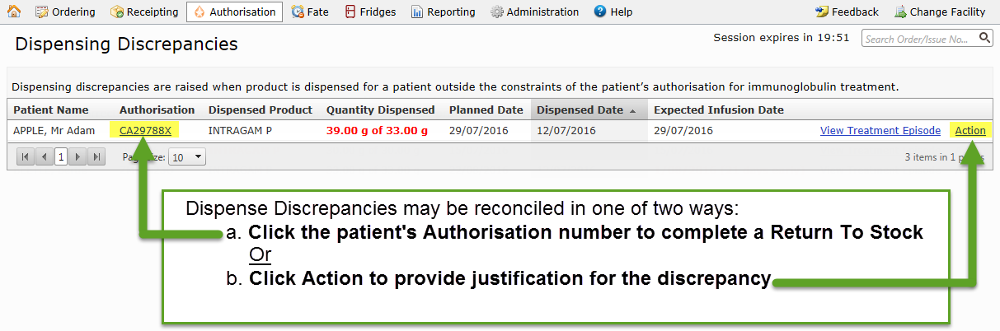 Ordering Receipting Authorisation Fate Fridges Reporting Administration Help Feedback Change Facility
Dispensing Discrepancies
Session expires in 19:51
Search Order/Issue No...
Dispensing discrepancies are raised when product is dispensed for a patient outside the constraints of the patient's authorisation for immunoglobulin treatment.
Patient Name Authorisation Dispensed Product Quantity Dispensed Planned Date Dispensed Date Expected Infusion Date
APPLE, Mr Adam CA29788X INTRAGAM P 39.00 g of 33.00 g 29/07/2016 12/07/2016 29/07/2016 View Treatment Episode Action
1 size: 10 3 items in 1
Dispense Discrepancies may be reconciled in one of two ways:
a. Click the patient's Authorisation number to complete a Return To Stock
Or
b. Click Action to provide justification for the discrepancy